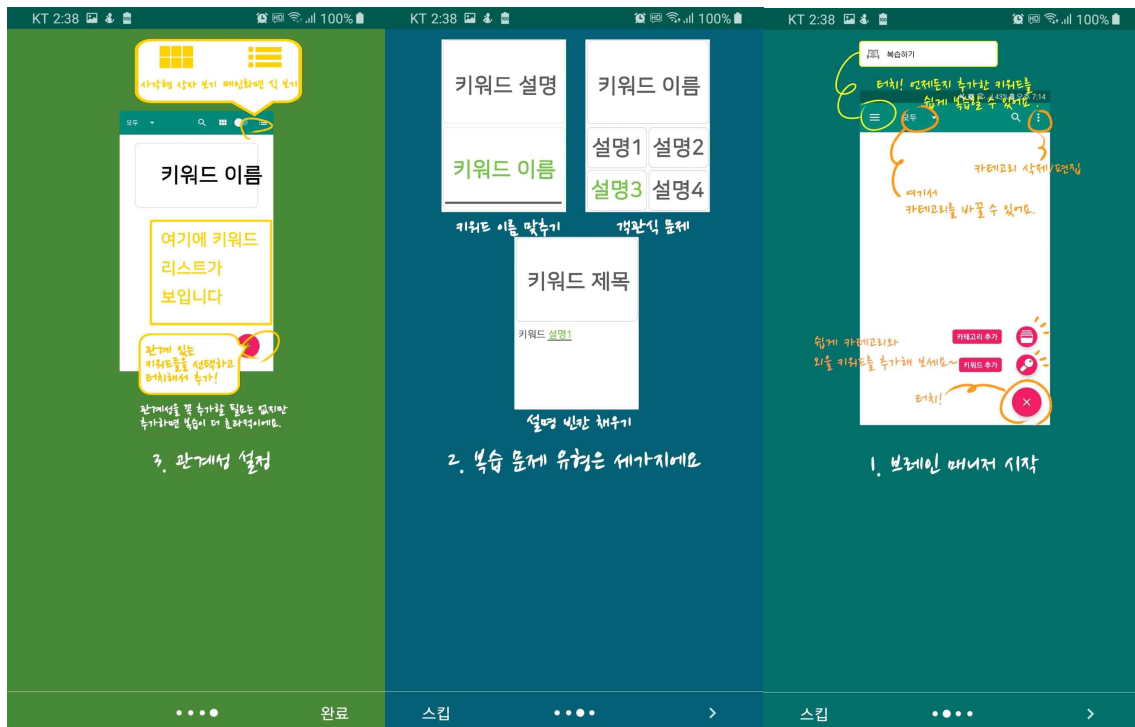 KT 2:38
100%
사각형 상자 보기 메인화면 식 보기
모두
키워드 이름
여기에 키워드
리스트가
보입니다
관계 있는
키워드들을 선택하고
터치해서 추가!
관계성을 꼭 추가할 필요는 없지만
추가하면 복습이 더 효과적이에요.
3. 관계성 설정
완료
KT 2:38
100%
키워드 설명
키워드 이름
키워드 이름 맞추기
키워드 이름
설명1 설명2
설명3 설명4
객관식 문제
키워드 제목
키워드 설명1
설명 빈칸 채우기
2. 복습 문제 유형은 세가지에요
스킵
KT 2:38
100%
복습하기
터치! 언제든지 추가한 키워드를
쉽게 복습할 수 있어요.
43%
7:14
모두
카테고리 삭제/편집
여기서
카테고리를 바꿀 수 있어요.
쉽게 카테고리와
외울 키워드를 추가해 보세요~
카테고리 추가
키워드 추가
터치!
1. 브레인 매니저 시작
스킵